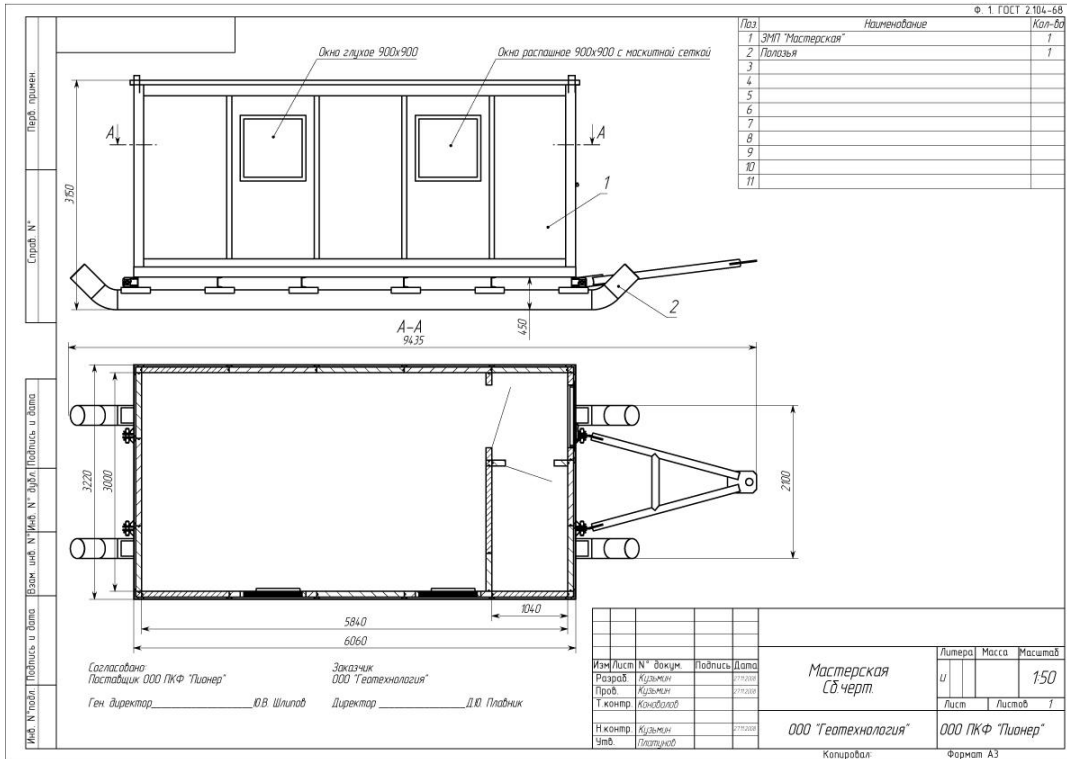 Ф. 1. ГОСТ 2.104-68
Поз. Наименование Кол-во
1 ЭМП "Мастерская" 1
2 Полозья 1
3
4
5
6
7
8
9
10
11
Перв. примен.
Справ. N°
Подпись и дата
Инв. N° дубл.
Взам. инв. N°
Подпись и дата
Инв. N°подл.
Окно глухое 900х900
Окно распашное 900х900 с москитной сеткой
А
А
1
2
3150
450
А-А
9435
3220
3000
2100
1040
5840
6060
Согласовано:
Поставщик ООО ПКФ "Пионер"
Ген. директор Ю.В. Шлипов
Заказчик
ООО "Геотехнология"
Директор Д.Ю. Плавник
Изм Лист N° докум. Подпись Дата
Разраб. Кузьмин
Пров. Кузьмин
Т.контр. Коновалов
Н.контр. Кузьмин
Утв. Платунов
Мастерская
Сб.черт.
Литера Масса Масштаб
и 1:50
Лист Листов 1
ООО "Геотехнология"
ООО ПКФ "Пионер"
Копировал: Формат А3